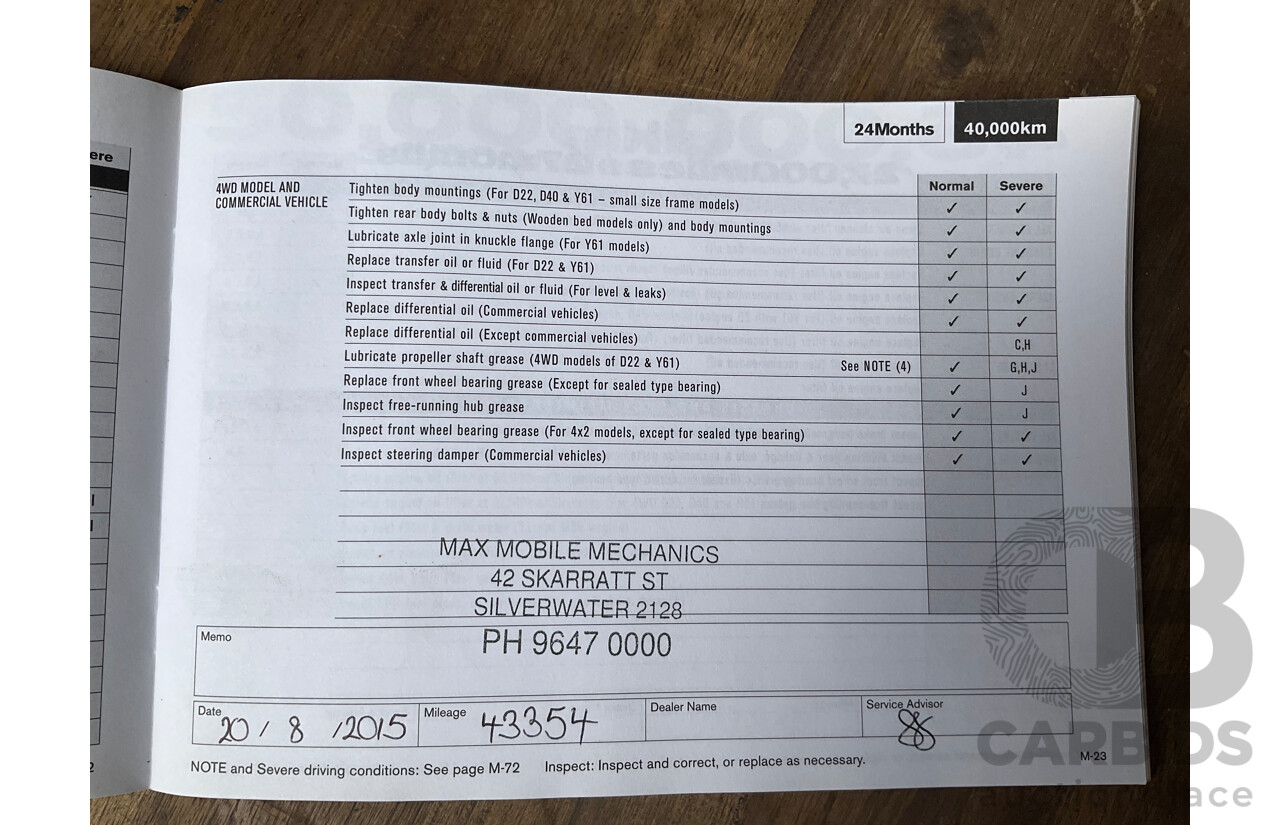 ere
24Months 40,000km
4WD MODEL AND
COMMERCIAL VEHICLE
Normal Severe
Tighten body mountings (For D22, D40 & Y61 – small size frame models) ✓ ✓
Tighten rear body bolts & nuts (Wooden bed models only) and body mountings ✓ ✓
Lubricate axle joint in knuckle flange (For Y61 models) ✓ ✓
Replace transfer oil or fluid (For D22 & Y61) ✓ ✓
Inspect transfer & differential oil or fluid (For level & leaks) ✓ ✓
Replace differential oil (Commercial vehicles) ✓ ✓
Replace differential oil (Except commercial vehicles) C,H
Lubricate propeller shaft grease (4WD models of D22 & Y61) See NOTE (4) ✓ G,H,J
Replace front wheel bearing grease (Except for sealed type bearing) ✓ J
Inspect free-running hub grease ✓ J
Inspect front wheel bearing grease (For 4x2 models, except for sealed type bearing) ✓ ✓
Inspect steering damper (Commercial vehicles) ✓ ✓
MAX MOBILE MECHANICS
42 SKARRATT ST
SILVERWATER 2128
PH 9647 0000
Memo
Date 20 / 8 / 2015
Mileage 43354
Dealer Name
Service Advisor
NOTE and Severe driving conditions: See page M-72 Inspect: Inspect and correct, or replace as necessary.
M-23
2
CARBIDS